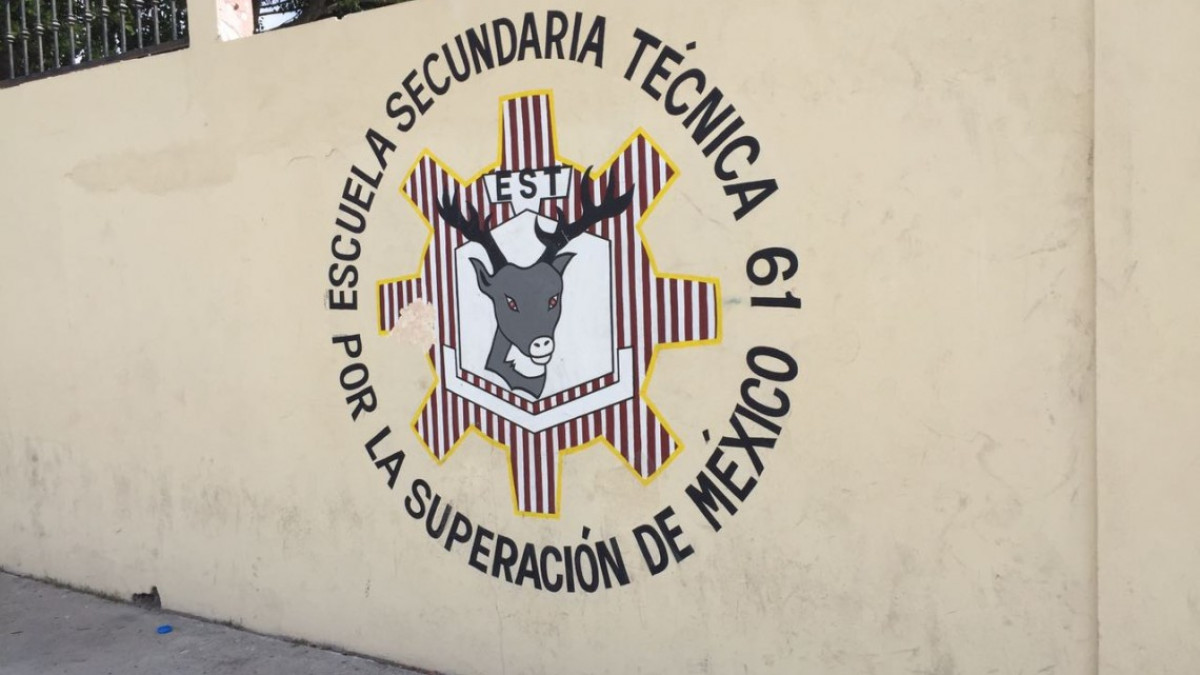 ESCUELA SECUNDARIA TÉCNICA 61
EST
POR LA SUPERACIÓN DE MÉXICO